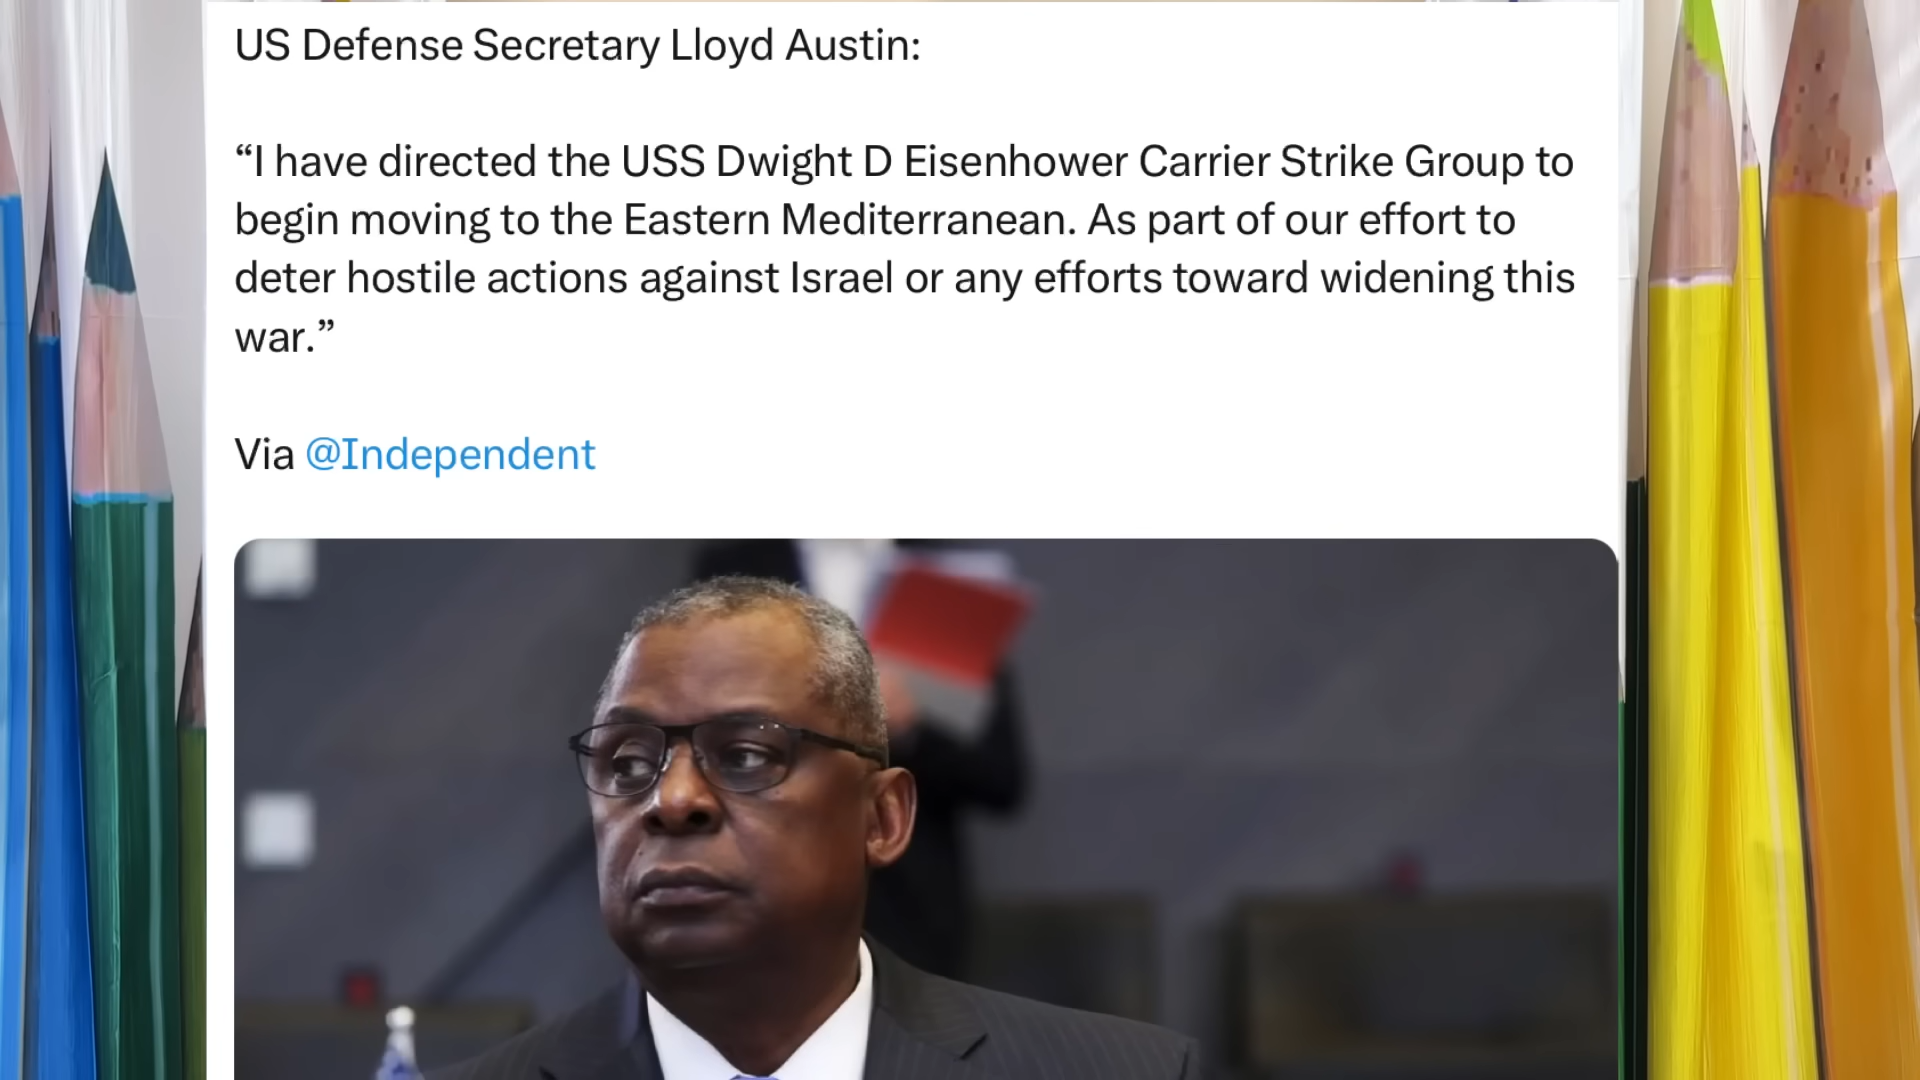 US Defense Secretary Lloyd Austin:
“I have directed the USS Dwight D Eisenhower Carrier Strike Group to
begin moving to the Eastern Mediterranean. As part of our effort to
deter hostile actions against Israel or any efforts toward widening this
war.”
Via @Independent